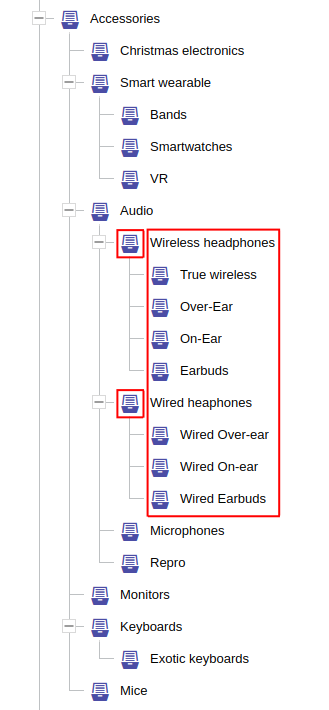 Accessories
Christmas electronics
Smart wearable
Bands
Smartwatches
VR
Audio
Wireless headphones
True wireless
Over-Ear
On-Ear
Earbuds
Wired heaphones
Wired Over-ear
Wired On-ear
Wired Earbuds
Microphones
Repro
Monitors
Keyboards
Exotic keyboards
Mice